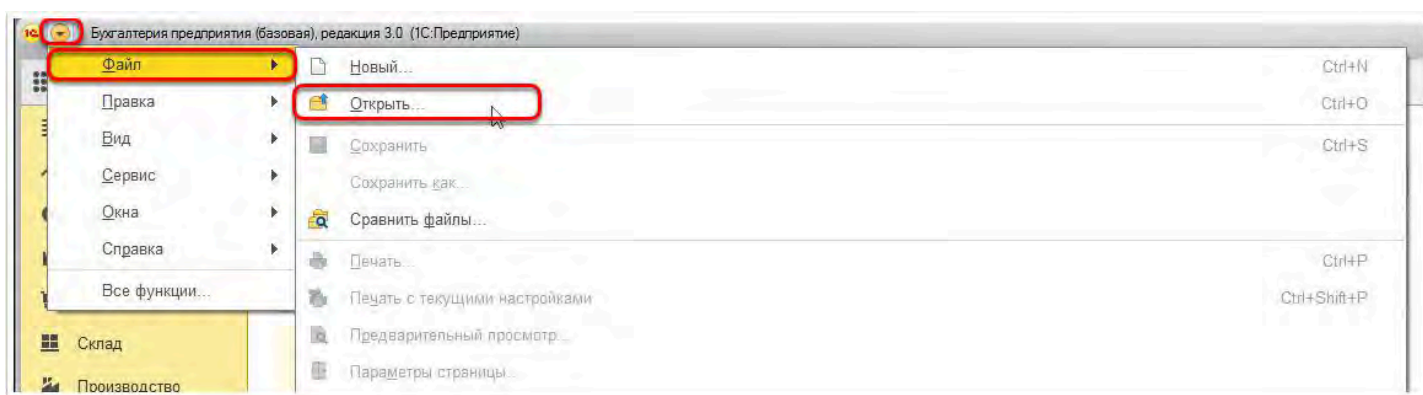 1С Бухгалтерия предприятия (базовая), редакция 3.0 (1С:Предприятие)
Файл
Правка
Вид
Сервис
Окна
Справка
Все функции...
Склад
Производство
Новый... Ctrl+N
Открыть... Ctrl+O
Сохранить Ctrl+S
Сохранить как...
Сравнить файлы...
Печать... Ctrl+P
Печать с текущими настройками Ctrl+Shift+P
Предварительный просмотр...
Параметры страницы...